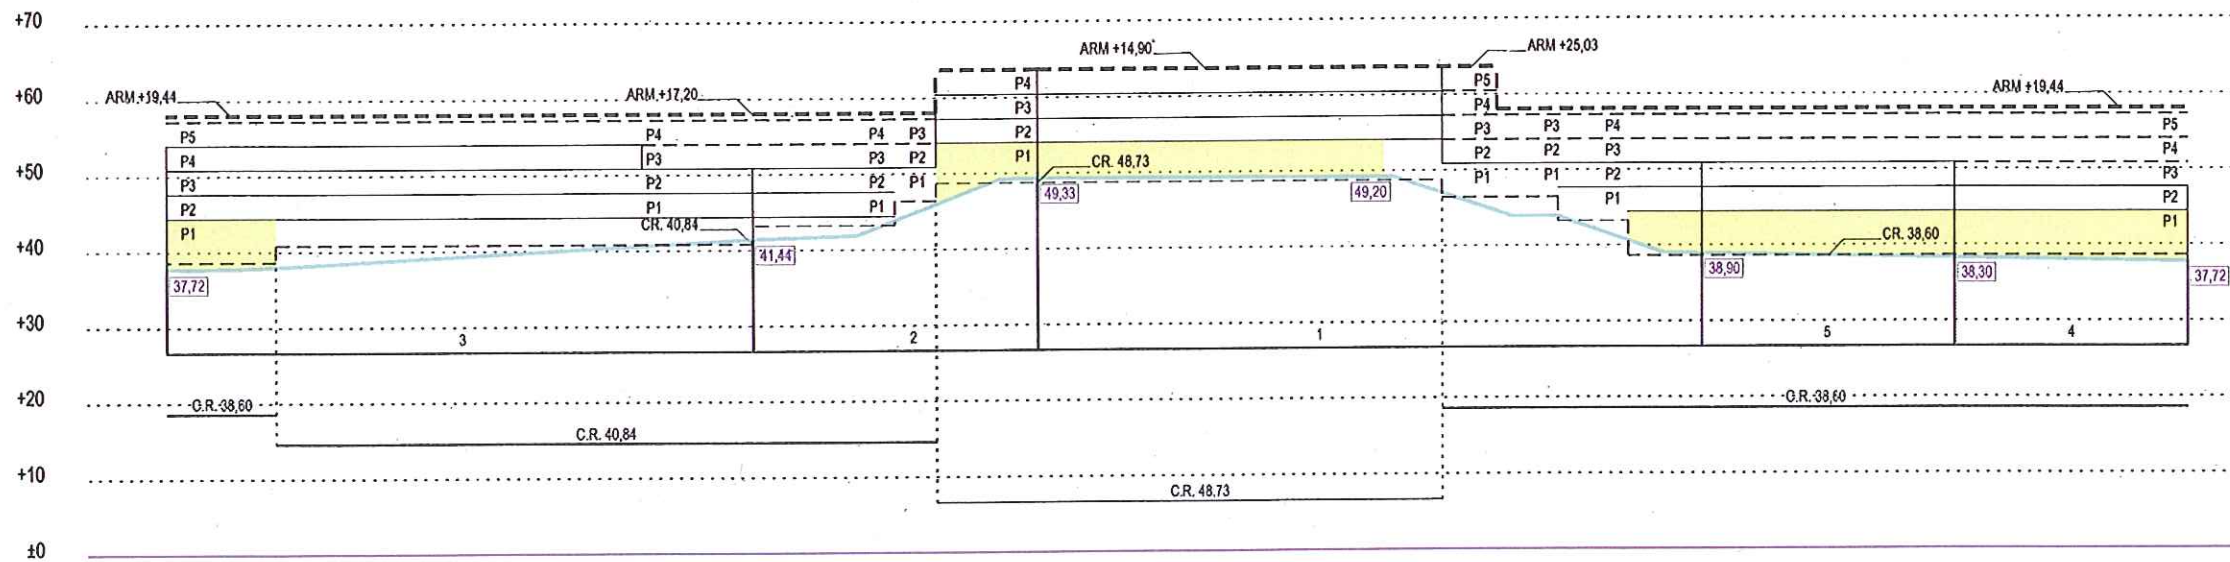 +70
ARM +14,90*
ARM +25,03
P4
P5
+60
ARM +19,44
ARM +17,20
ARM +19,44
P3
P4
P5
P4
P4
P3
P2
P3
P3
P4
P5
P4
P3
P3
P2
P1
CR. 48,73
P2
P2
P3
P4
+50
P3
P2
P2
P1
49,33
49,20
P1
P1
P2
P3
P2
P1
P1
P1
P2
P1
CR. 40,84
CR. 38,60
P1
+40
41,44
37,72
38,90
38,30
37,72
+30
3
2
1
5
4
+20
C.R. 38,60
C.R. 38,60
C.R. 40,84
+10
C.R. 48,73
±0